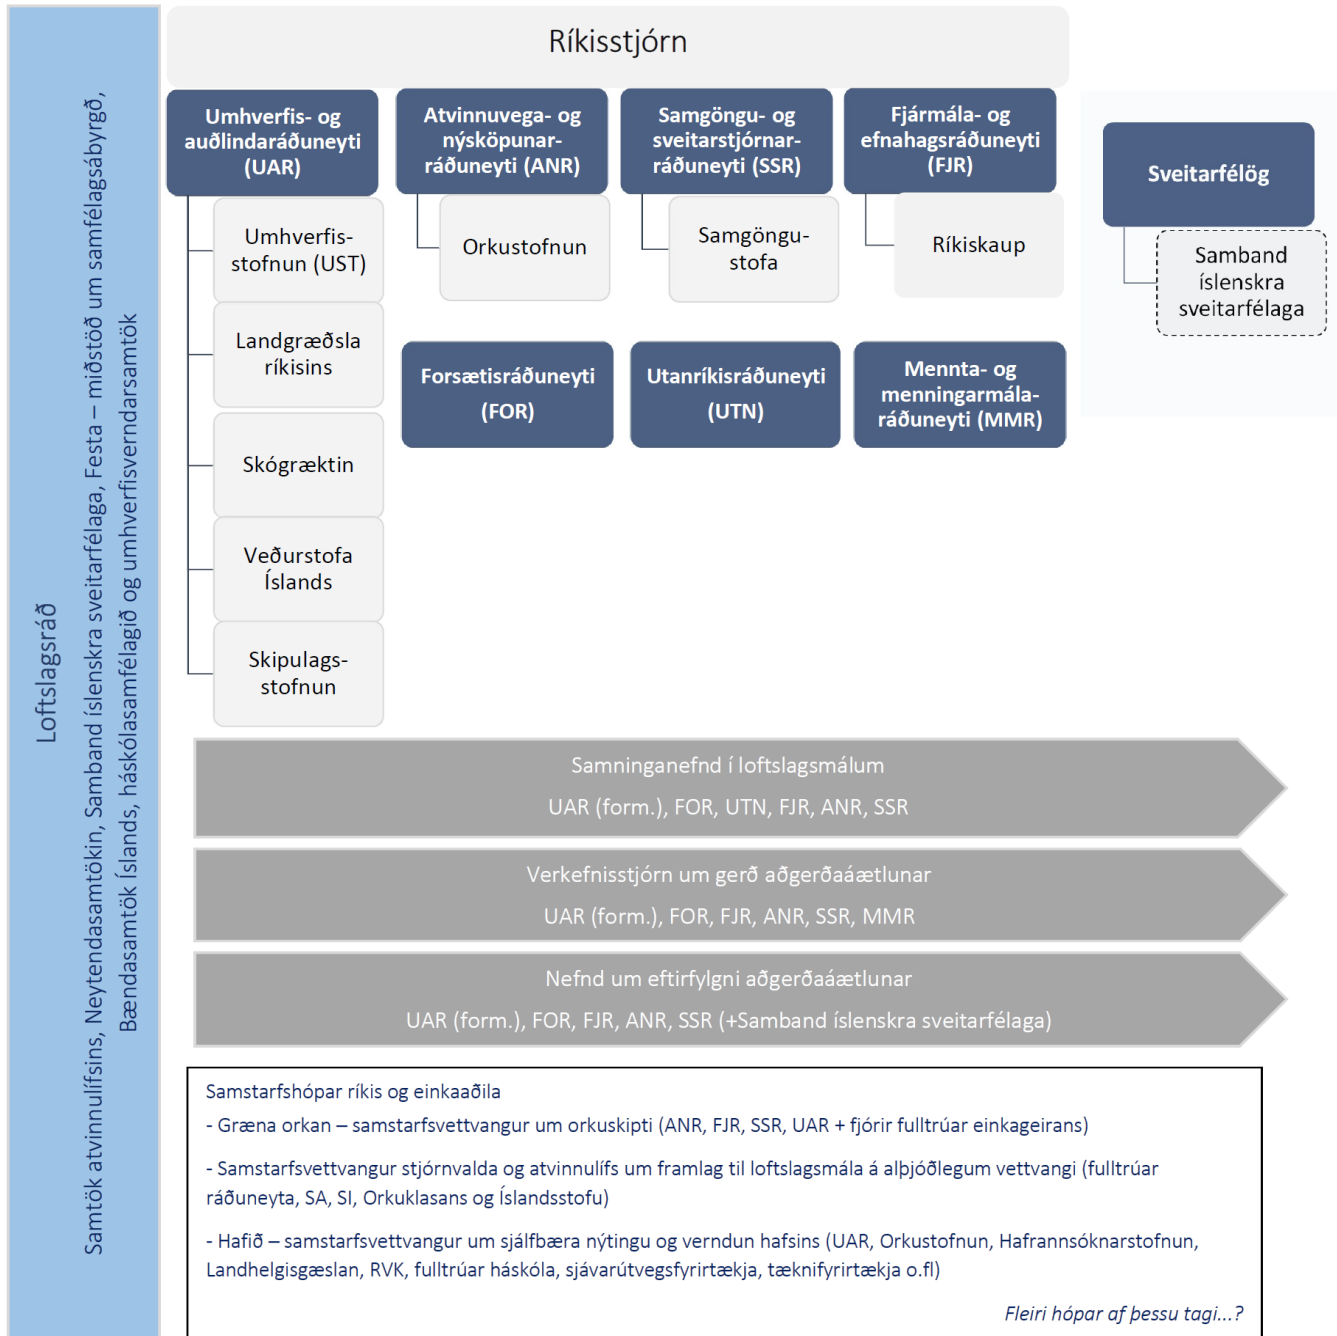 Loftslagsráð
Samtök atvinnulífsins, Neytendasamtökin, Samband íslenskra sveitarfélaga, Festa – miðstöð um samfélagsábyrgð,
Bændasamtök Íslands, háskólasamfélagið og umhverfisverndarsamtök
Ríkisstjórn
Umhverfis- og
auðlindaráðuneyti
(UAR)
Umhverfis-
stofnun (UST)
Landgræðsla
ríkisins
Skógræktin
Veðurstofa
Íslands
Skipulags-
stofnun
Atvinnuvega- og
nýsköpunar-
ráðuneyti (ANR)
Orkustofnun
Samgöngu- og
sveitarstjórnar-
ráðuneyti (SSR)
Samgöngu-
stofa
Fjármála- og
efnahagsráðuneyti
(FJR)
Ríkiskaup
Forsætisráðuneyti
(FOR)
Utanríkisráðuneyti
(UTN)
Mennta- og
menningarmála-
ráðuneyti (MMR)
Sveitarfélög
Samband
íslenskra
sveitarfélaga
Samninganefnd í loftslagsmálum
UAR (form.), FOR, UTN, FJR, ANR, SSR
Verkefnisstjórn um gerð aðgerðaáætlunar
UAR (form.), FOR, FJR, ANR, SSR, MMR
Nefnd um eftirfylgni aðgerðaáætlunar
UAR (form.), FOR, FJR, ANR, SSR (+Samband íslenskra sveitarfélaga)
Samstarfshópar ríkis og einkaaðila
- Græna orkan – samstarfsvettvangur um orkuskipti (ANR, FJR, SSR, UAR + fjórir fulltrúar einkageirans)
- Samstarfsvettvangur stjórnvalda og atvinnulífs um framlag til loftslagsmála á alþjóðlegum vettvangi (fulltrúar
ráðuneyta, SA, SI, Orkuklasans og Íslandsstofu)
- Hafið – samstarfsvettvangur um sjálfbæra nýtingu og verndun hafsins (UAR, Orkustofnun, Hafrannsóknarstofnun,
Landhelgisgæslan, RVK, fulltrúar háskóla, sjávarútvegsfyrirtækja, tæknifyrirtækja o.fl)
Fleiri hópar af þessu tagi...?